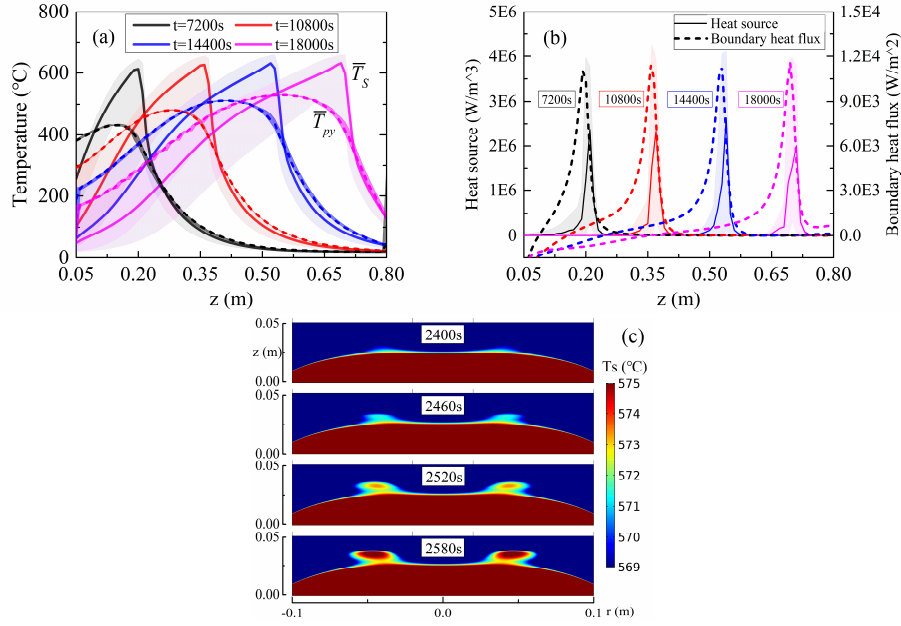 (a)
t=7200s t=10800s
t=14400s t=18000s
T̅_S
T̅_py
Temperature (°C)
800
600
400
200
0
0.05 0.20 0.35 0.50 0.65 0.80
z (m)
(b)
Heat source
Boundary heat flux
7200s 10800s 14400s 18000s
Heat source (W/m^3)
5E6
4E6
3E6
2E6
1E6
0
Boundary heat flux (W/m^2)
1.5E4
1.2E4
9.0E3
6.0E3
3.0E3
0.0
0.05 0.20 0.35 0.50 0.65 0.80
z (m)
(c)
0.05
z (m)
0.00
2400s
0.05
0.00
2460s
0.05
0.00
2520s
0.05
0.00
2580s
-0.1 0.0 r (m) 0.1
Ts (℃)
575
574
573
572
571
570
569